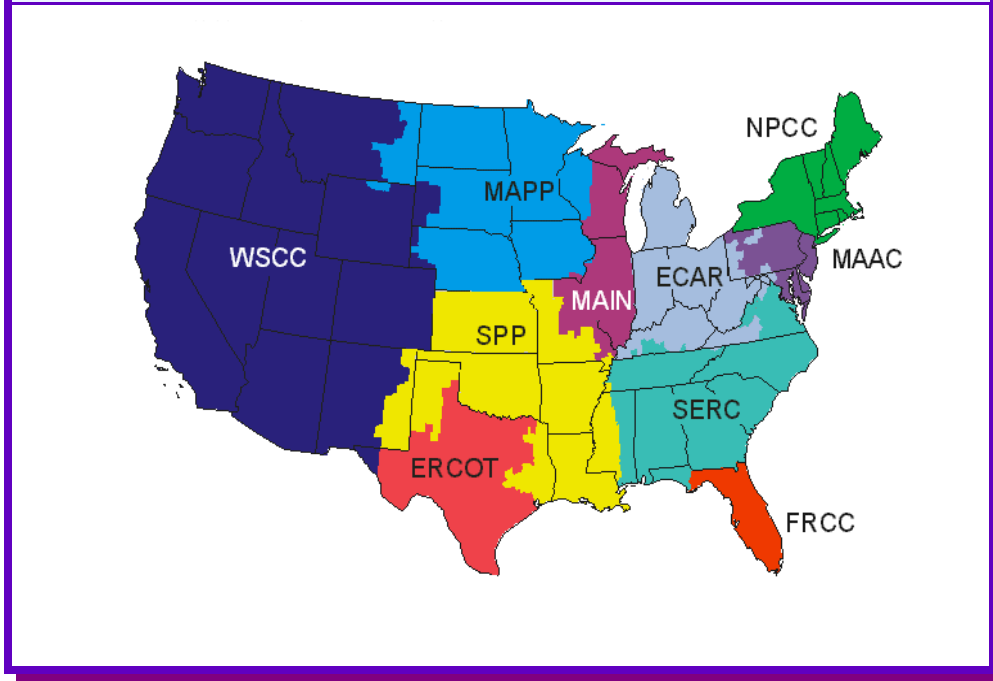 NPCC
MAPP
WSCC
MAAC
ECAR
MAIN
SPP
SERC
ERCOT
FRCC